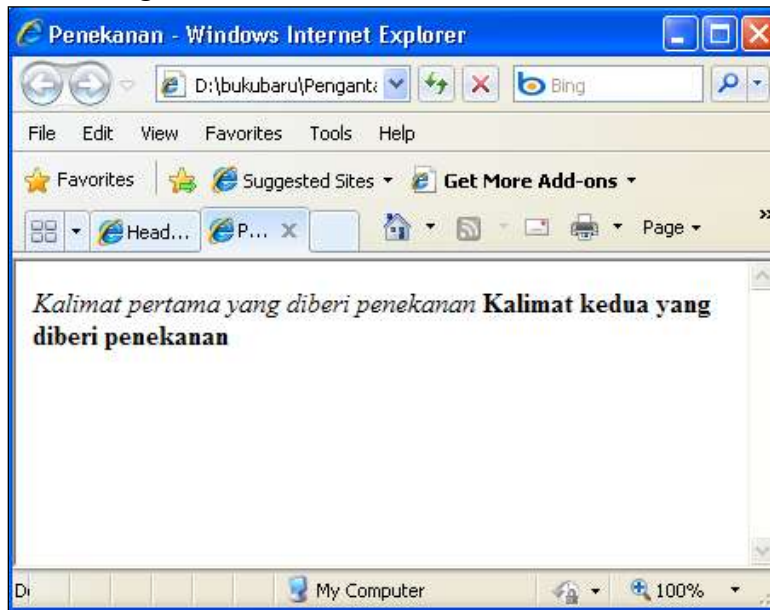 Penekanan - Windows Internet Explorer
D:\bukubaru\Penganta Bing
File Edit View Favorites Tools Help
Favorites Suggested Sites Get More Add-ons
Head... P... Page
Kalimat pertama yang diberi penekanan Kalimat kedua yang
diberi penekanan
My Computer 100%